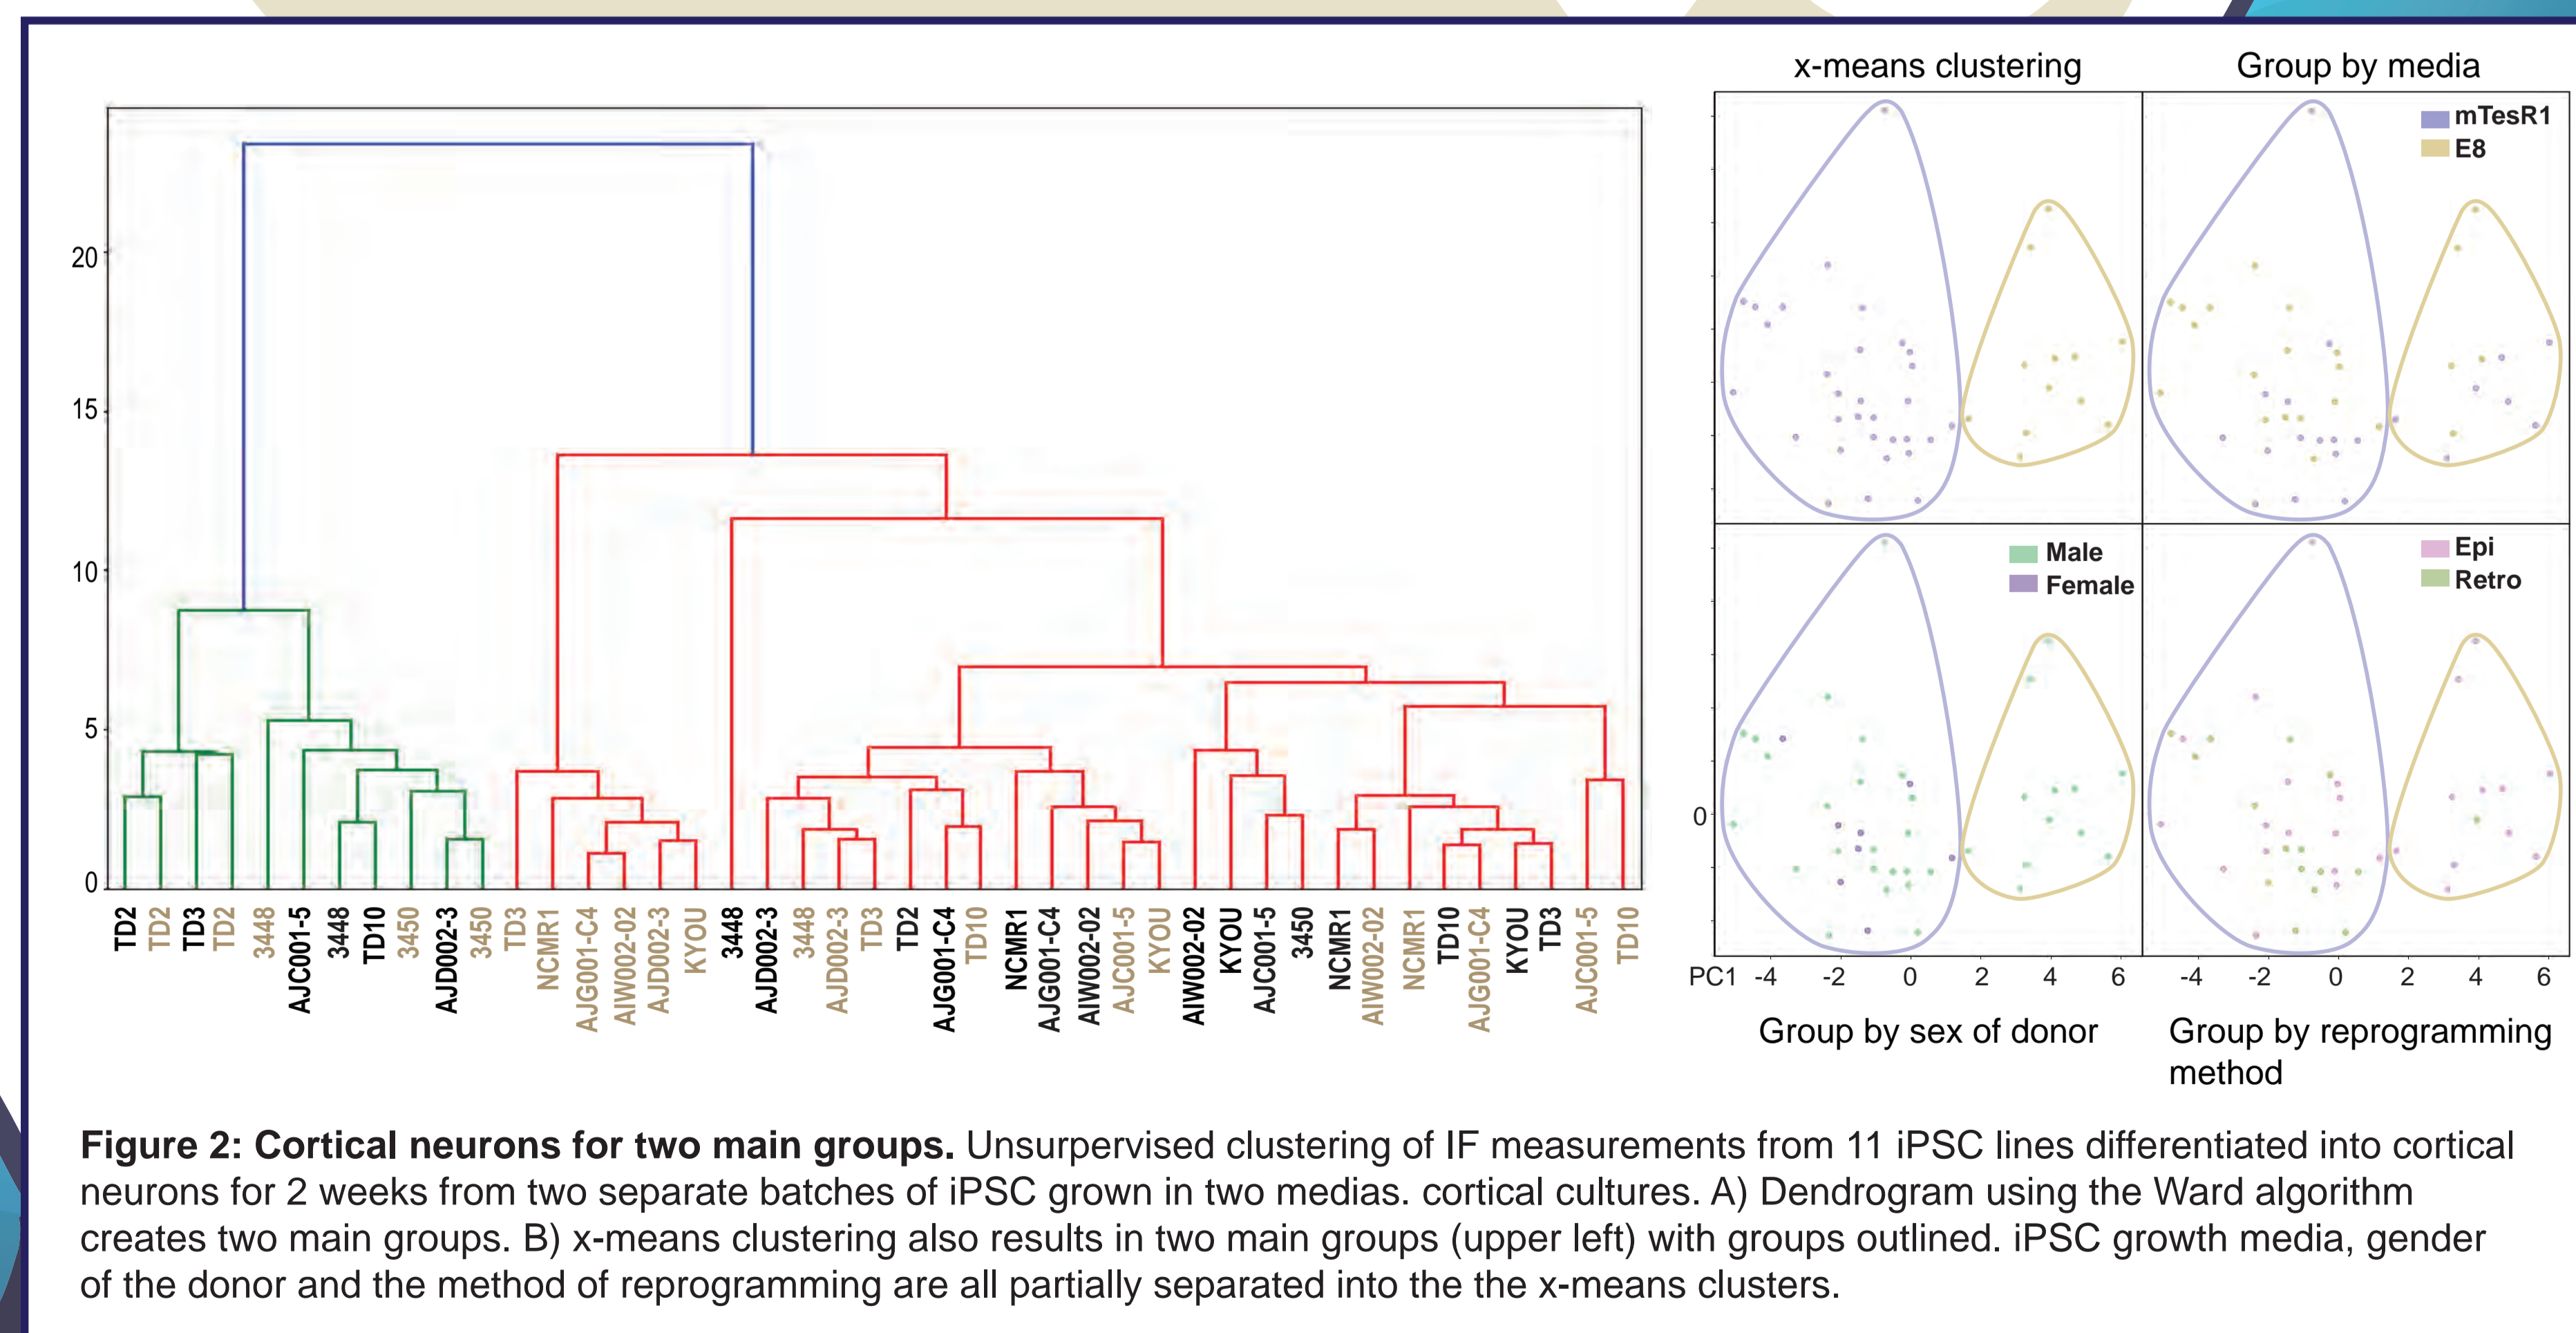 x-means clustering
Group by media
mTesR1
E8
20
15
10
5
0
TD2
TD2
TD3
TD2
3448
AJC001-5
3448
TD10
3450
AJD002-3
3450
TD3
NCMR1
AJG001-C4
AIW002-02
AJD002-3
KYOU
3448
AJD002-3
3448
AJD002-3
TD3
TD2
AJG001-C4
TD10
NCMR1
AJG001-C4
AIW002-02
AJC001-5
KYOU
AIW002-02
KYOU
AJC001-5
3450
NCMR1
AIW002-02
NCMR1
TD10
AJG001-C4
KYOU
TD3
AJC001-5
TD10
Male
Female
Epi
Retro
0
PC1 -4 -2 0 2 4 6
-4 -2 0 2 4 6
Group by sex of donor
Group by reprogramming
method
Figure 2: Cortical neurons for two main groups. Unsurpervised clustering of IF measurements from 11 iPSC lines differentiated into cortical
neurons for 2 weeks from two separate batches of iPSC grown in two medias. cortical cultures. A) Dendrogram using the Ward algorithm
creates two main groups. B) x-means clustering also results in two main groups (upper left) with groups outlined. iPSC growth media, gender
of the donor and the method of reprogramming are all partially separated into the the x-means clusters.